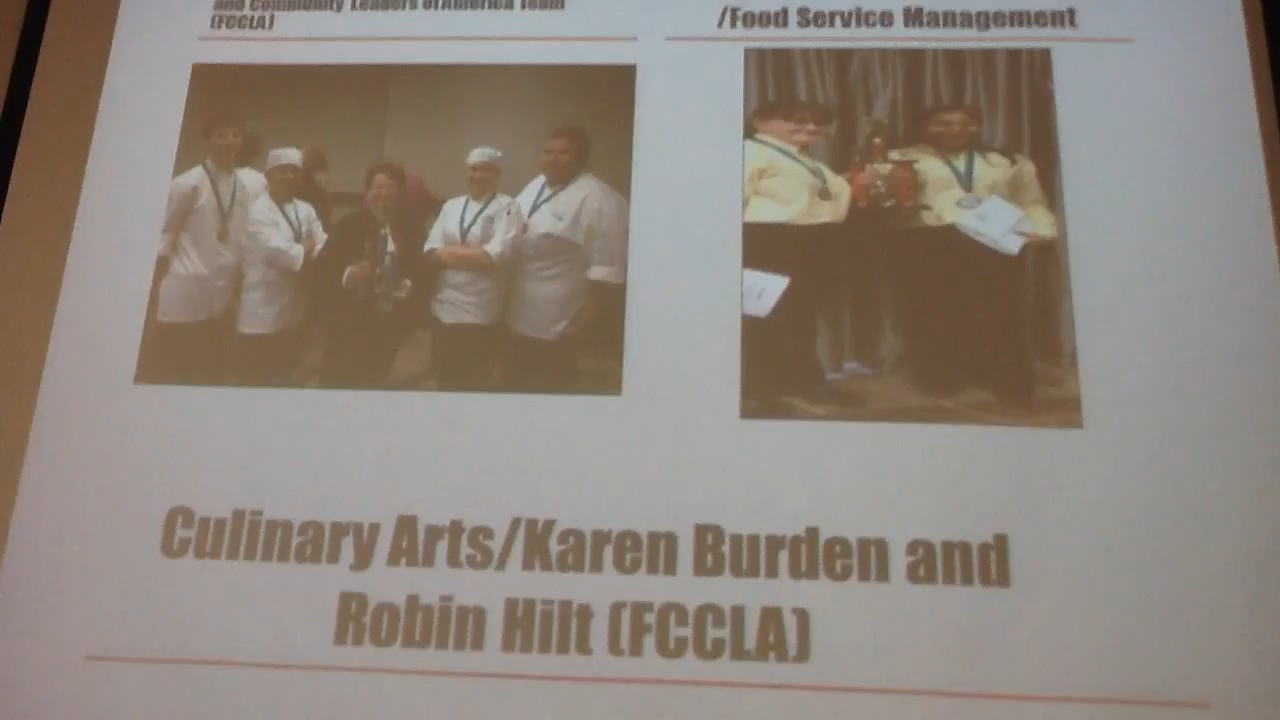 and Community Leaders of America Team
(FCCLA)
/Food Service Management
Culinary Arts/Karen Burden and
Robin Hilt (FCCLA)